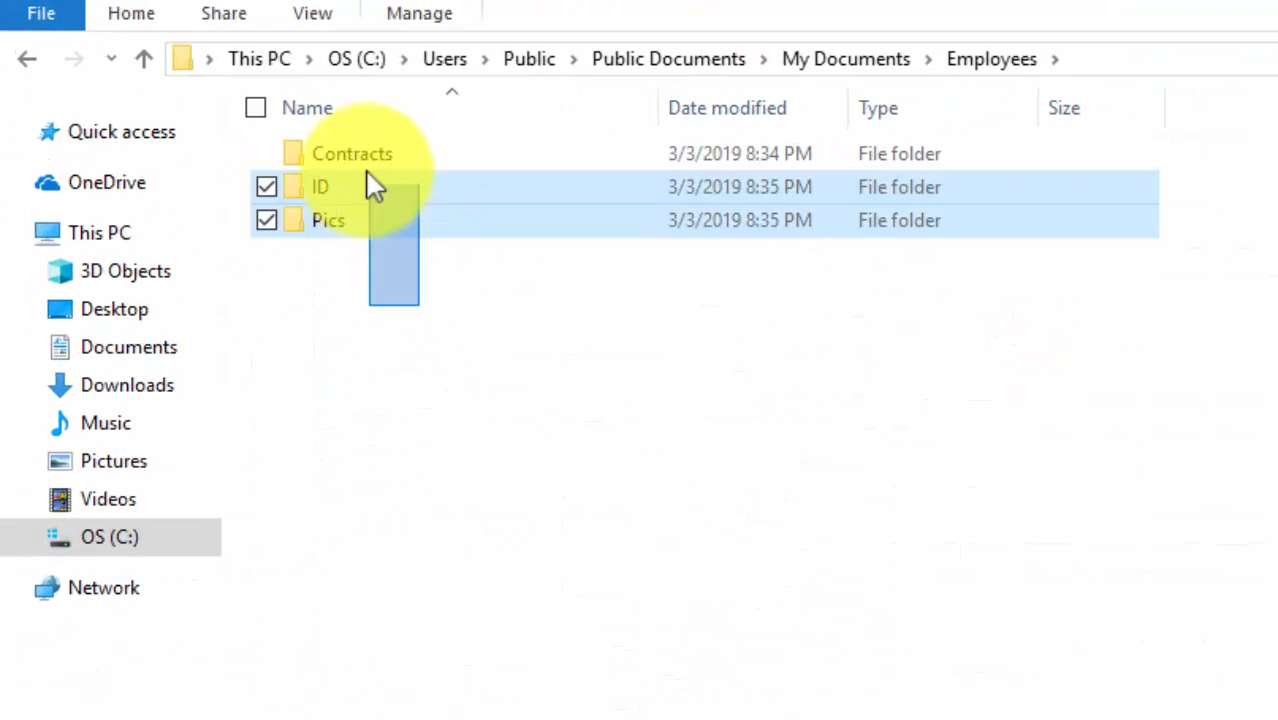 File Home Share View Manage
This PC OS (C:) Users Public Public Documents My Documents Employees
Name Date modified Type Size
Quick access
OneDrive
This PC
3D Objects
Desktop
Documents
Downloads
Music
Pictures
Videos
OS (C:)
Network
Contracts 3/3/2019 8:34 PM File folder
ID 3/3/2019 8:35 PM File folder
Pics 3/3/2019 8:35 PM File folder